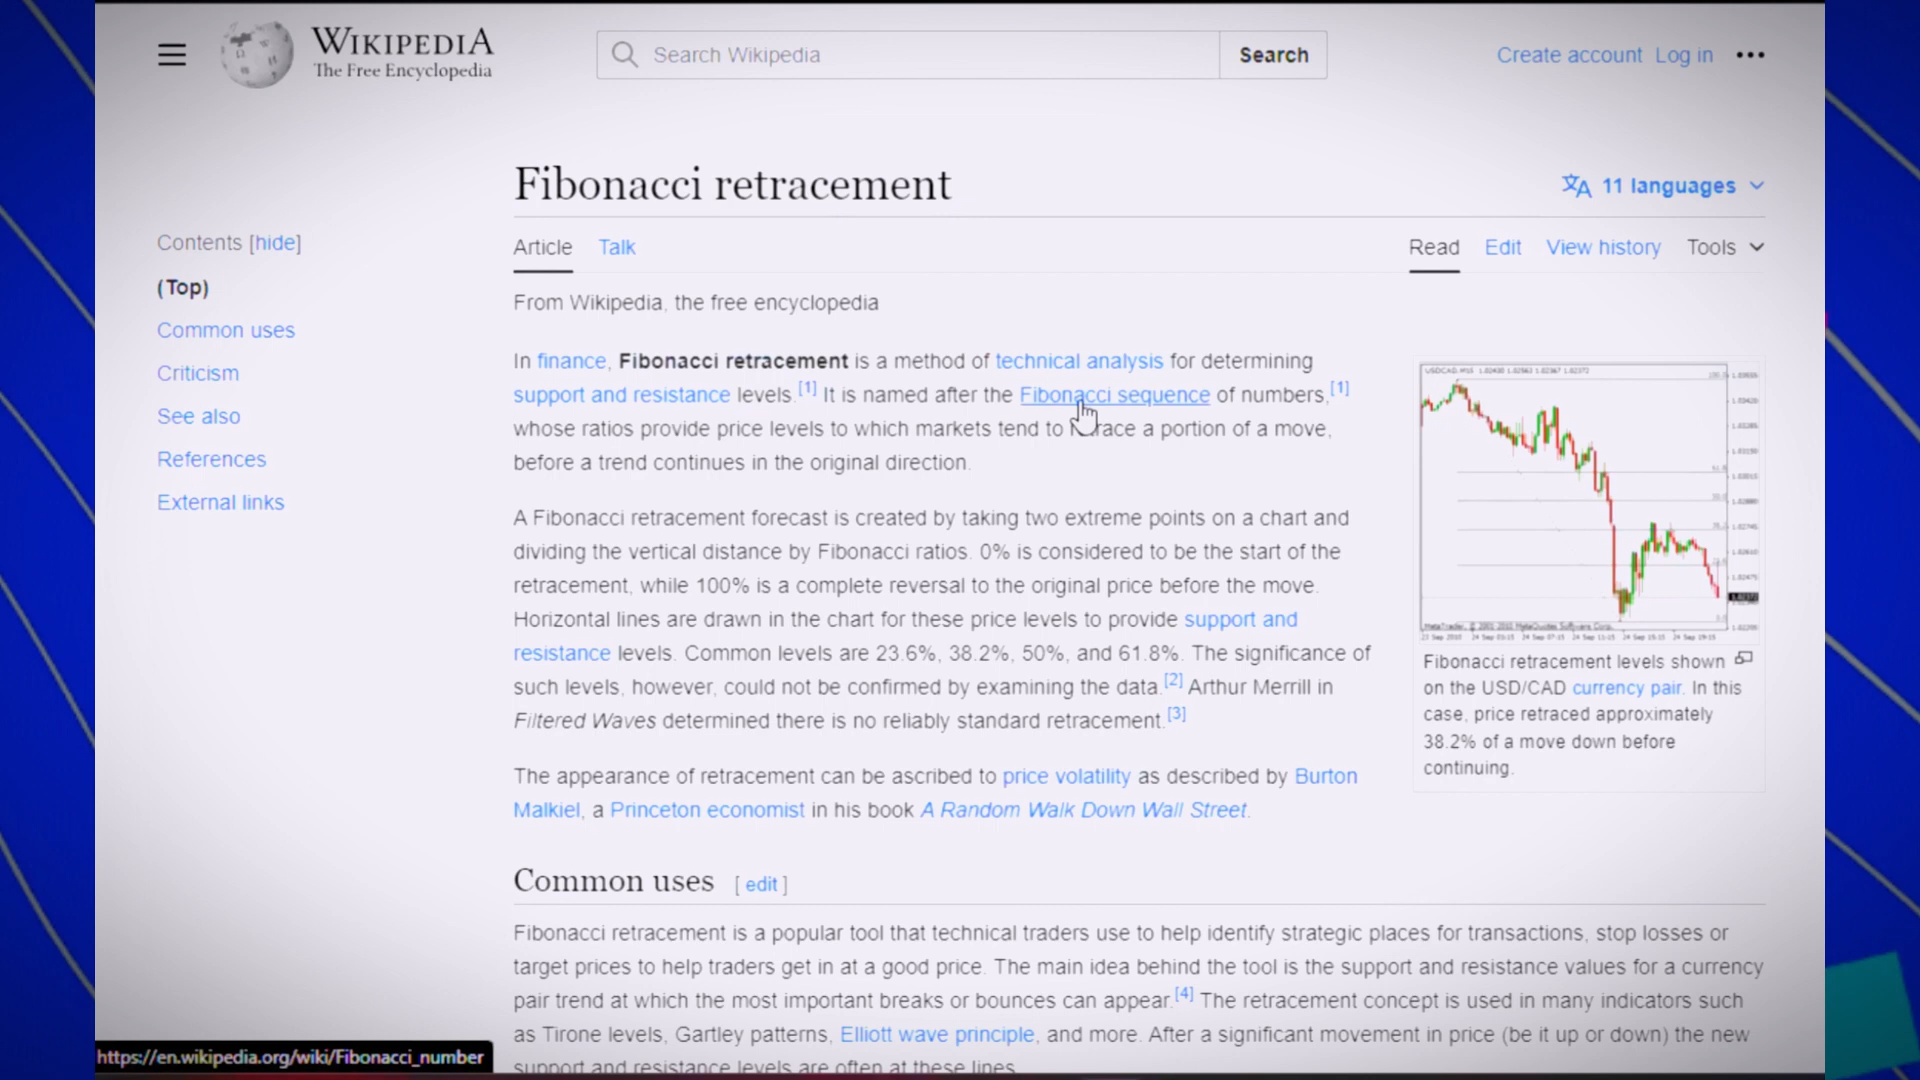 WIKIPEDIA
The Free Encyclopedia
Search Wikipedia
Search
Create account Log in
Fibonacci retracement
11 languages
Contents [hide]
(Top)
Common uses
Criticism
See also
References
External links
Article Talk
Read Edit View history Tools
From Wikipedia, the free encyclopedia
In finance, Fibonacci retracement is a method of technical analysis for determining
support and resistance levels.[1] It is named after the Fibonacci sequence of numbers,[1]
whose ratios provide price levels to which markets tend to a portion of a move,
before a trend continues in the original direction.
A Fibonacci retracement forecast is created by taking two extreme points on a chart and
dividing the vertical distance by Fibonacci ratios. 0% is considered to be the start of the
retracement, while 100% is a complete reversal to the original price before the move.
Horizontal lines are drawn in the chart for these price levels to provide support and
resistance levels. Common levels are 23.6%, 38.2%, 50%, and 61.8%. The significance of
such levels, however, could not be confirmed by examining the data.[2] Arthur Merrill in
Filtered Waves determined there is no reliably standard retracement.[3]
The appearance of retracement can be ascribed to price volatility as described by Burton
Malkiel, a Princeton economist in his book A Random Walk Down Wall Street.
Fibonacci retracement levels shown
on the USD/CAD currency pair. In this
case, price retraced approximately
38.2% of a move down before
continuing.
Common uses [ edit ]
Fibonacci retracement is a popular tool that technical traders use to help identify strategic places for transactions, stop losses or
target prices to help traders get in at a good price. The main idea behind the tool is the support and resistance values for a currency
pair trend at which the most important breaks or bounces can appear.[4] The retracement concept is used in many indicators such
as Tirone levels, Gartley patterns, Elliott wave principle, and more. After a significant movement in price (be it up or down) the new
support and resistance levels are often at these lines.
https://en.wikipedia.org/wiki/Fibonacci_number